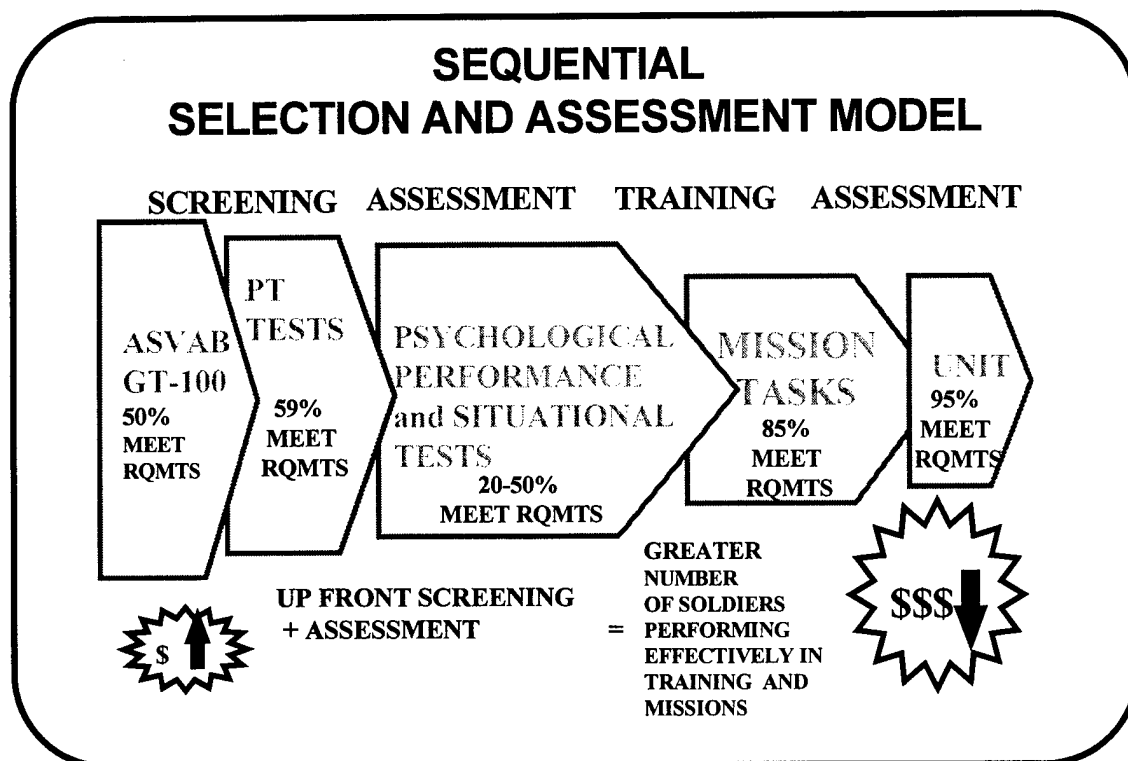 SEQUENTIAL
SELECTION AND ASSESSMENT MODEL
SCREENING ASSESSMENT TRAINING ASSESSMENT
ASVAB
GT-100
50%
MEET
RQMTS
PT
TESTS
59%
MEET
RQMTS
PSYCHOLOGICAL
PERFORMANCE
and SITUATIONAL
TESTS
20-50%
MEET RQMTS
MISSION
TASKS
85%
MEET
RQMTS
UNIT
95%
MEET
RQMTS
$
UP FRONT SCREENING
+ ASSESSMENT
=
GREATER
NUMBER
OF SOLDIERS
PERFORMING
EFFECTIVELY IN
TRAINING AND
MISSIONS
$$$